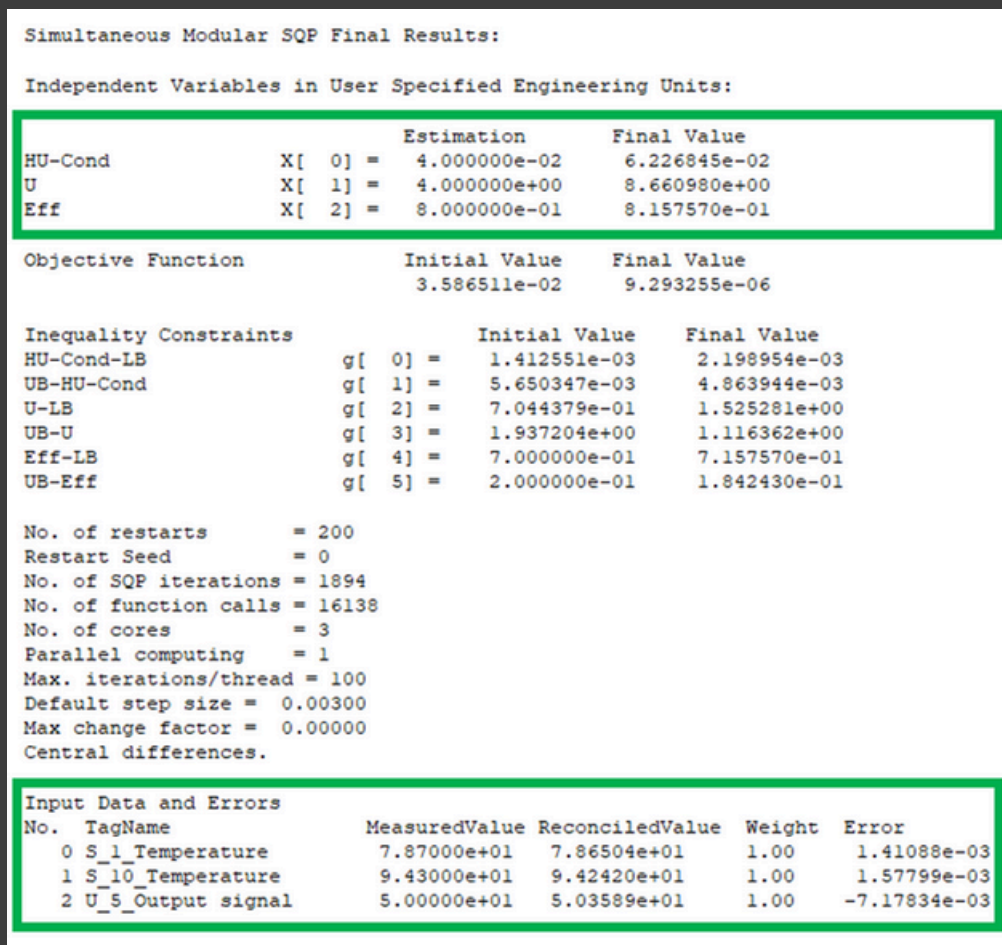 Simultaneous Modular SQP Final Results:
Independent Variables in User Specified Engineering Units:
Estimation Final Value
HU-Cond X[ 0] = 4.000000e-02 6.226845e-02
U X[ 1] = 4.000000e+00 8.660980e+00
Eff X[ 2] = 8.000000e-01 8.157570e-01
Objective Function Initial Value Final Value
3.586511e-02 9.293255e-06
Inequality Constraints Initial Value Final Value
HU-Cond-LB g[ 0] = 1.412551e-03 2.198954e-03
UB-HU-Cond g[ 1] = 5.650347e-03 4.863944e-03
U-LB g[ 2] = 7.044379e-01 1.525281e+00
UB-U g[ 3] = 1.937204e+00 1.116362e+00
Eff-LB g[ 4] = 7.000000e-01 7.157570e-01
UB-Eff g[ 5] = 2.000000e-01 1.842430e-01
No. of restarts = 200
Restart Seed = 0
No. of SQP iterations = 1894
No. of function calls = 16138
No. of cores = 3
Parallel computing = 1
Max. iterations/thread = 100
Default step size = 0.00300
Max change factor = 0.00000
Central differences.
Input Data and Errors
No. TagName MeasuredValue ReconciledValue Weight Error
0 S_1_Temperature 7.87000e+01 7.86504e+01 1.00 1.41088e-03
1 S_10_Temperature 9.43000e+01 9.42420e+01 1.00 1.57799e-03
2 U_5_Output signal 5.00000e+01 5.03589e+01 1.00 -7.17834e-03